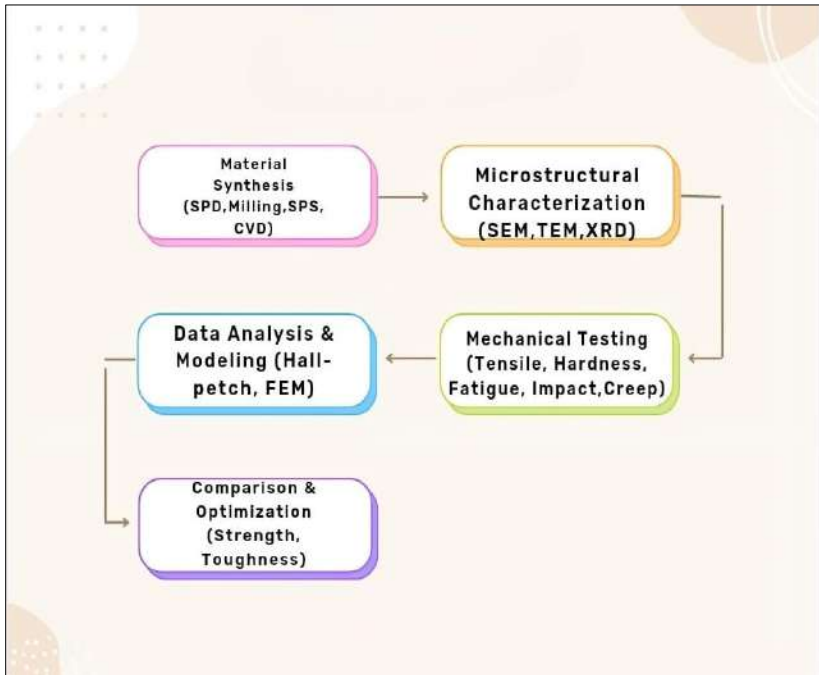 Material
Synthesis
(SPD,Milling,SPS,
CVD)
Microstructural
Characterization
(SEM,TEM,XRD)
Mechanical Testing
(Tensile, Hardness,
Fatigue, Impact,Creep)
Data Analysis &
Modeling (Hall-
petch, FEM)
Comparison &
Optimization
(Strength,
Toughness)